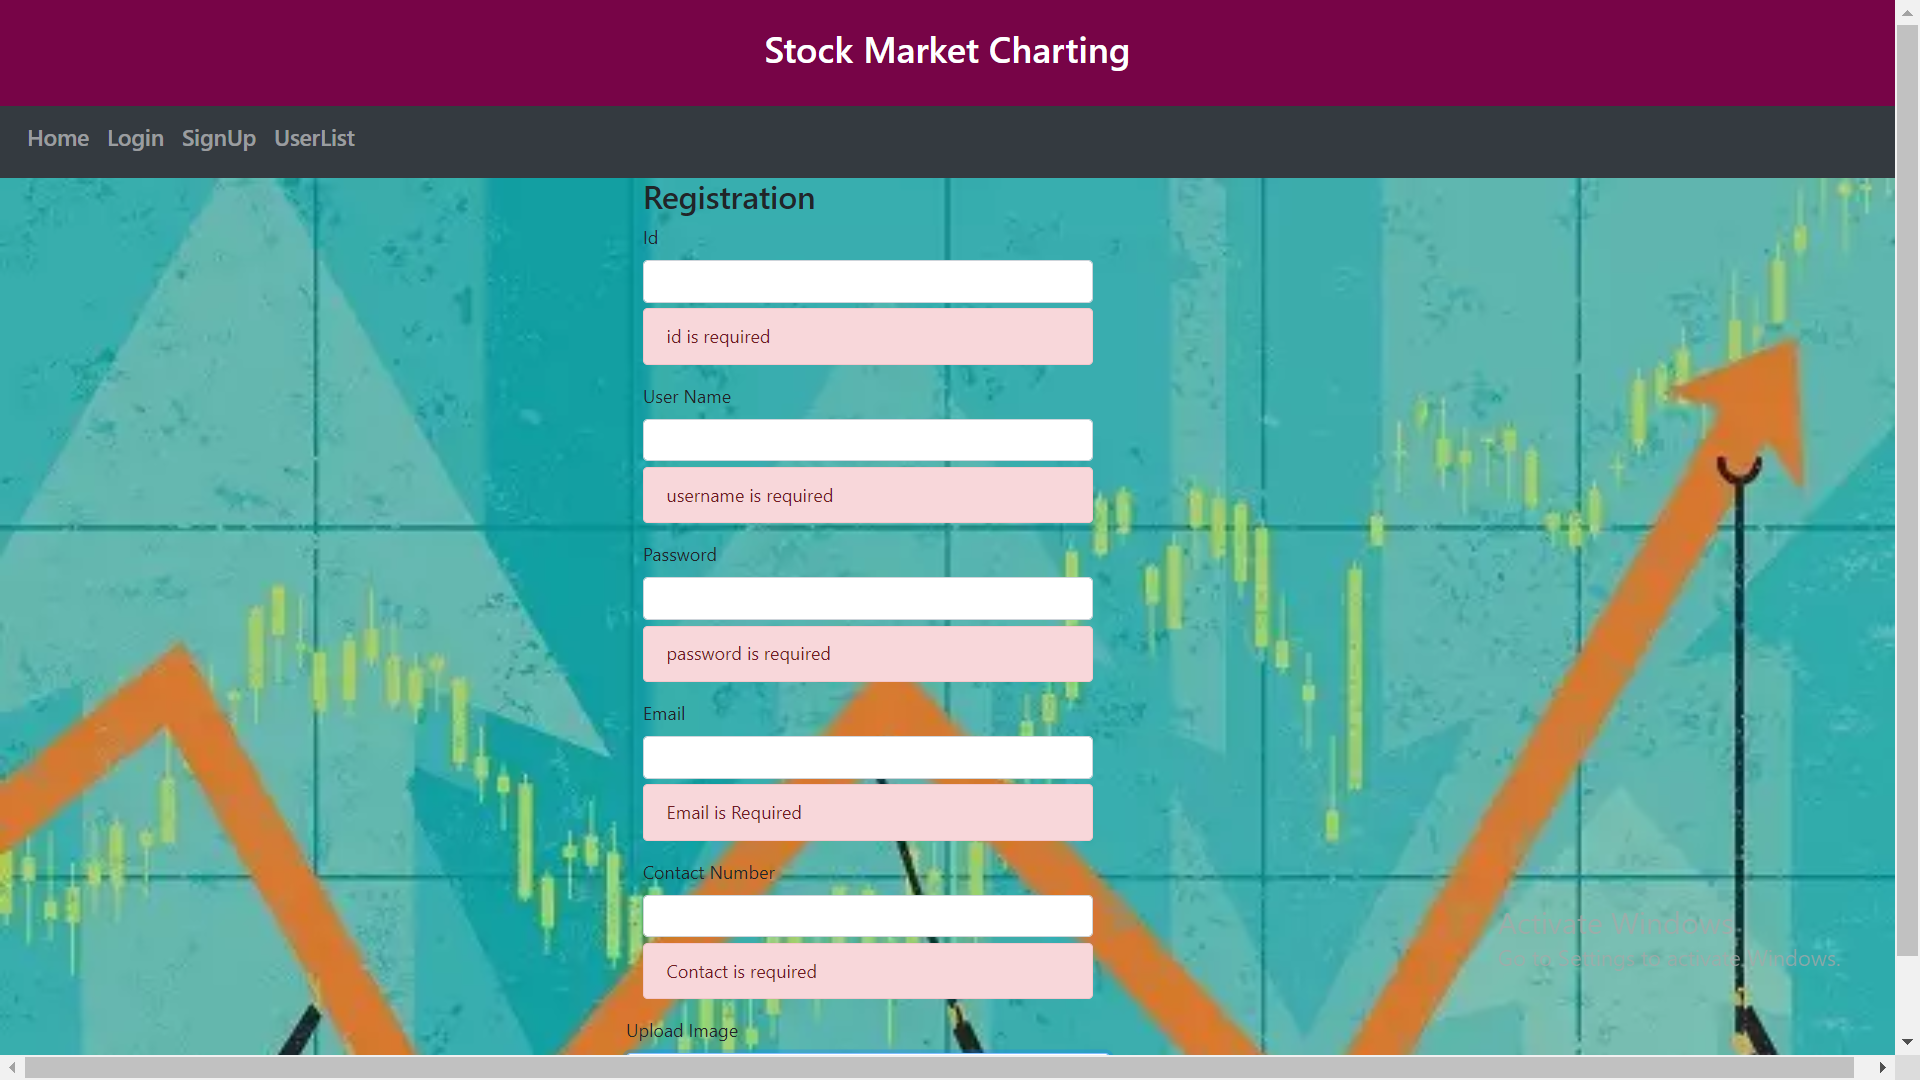 Stock Market Charting
Home Login SignUp UserList
Registration
Id
id is required
User Name
username is required
Password
password is required
Email
Email is Required
Contact Number
Contact is required
Activate Windows
Go to Settings to activate Windows.
Upload Image